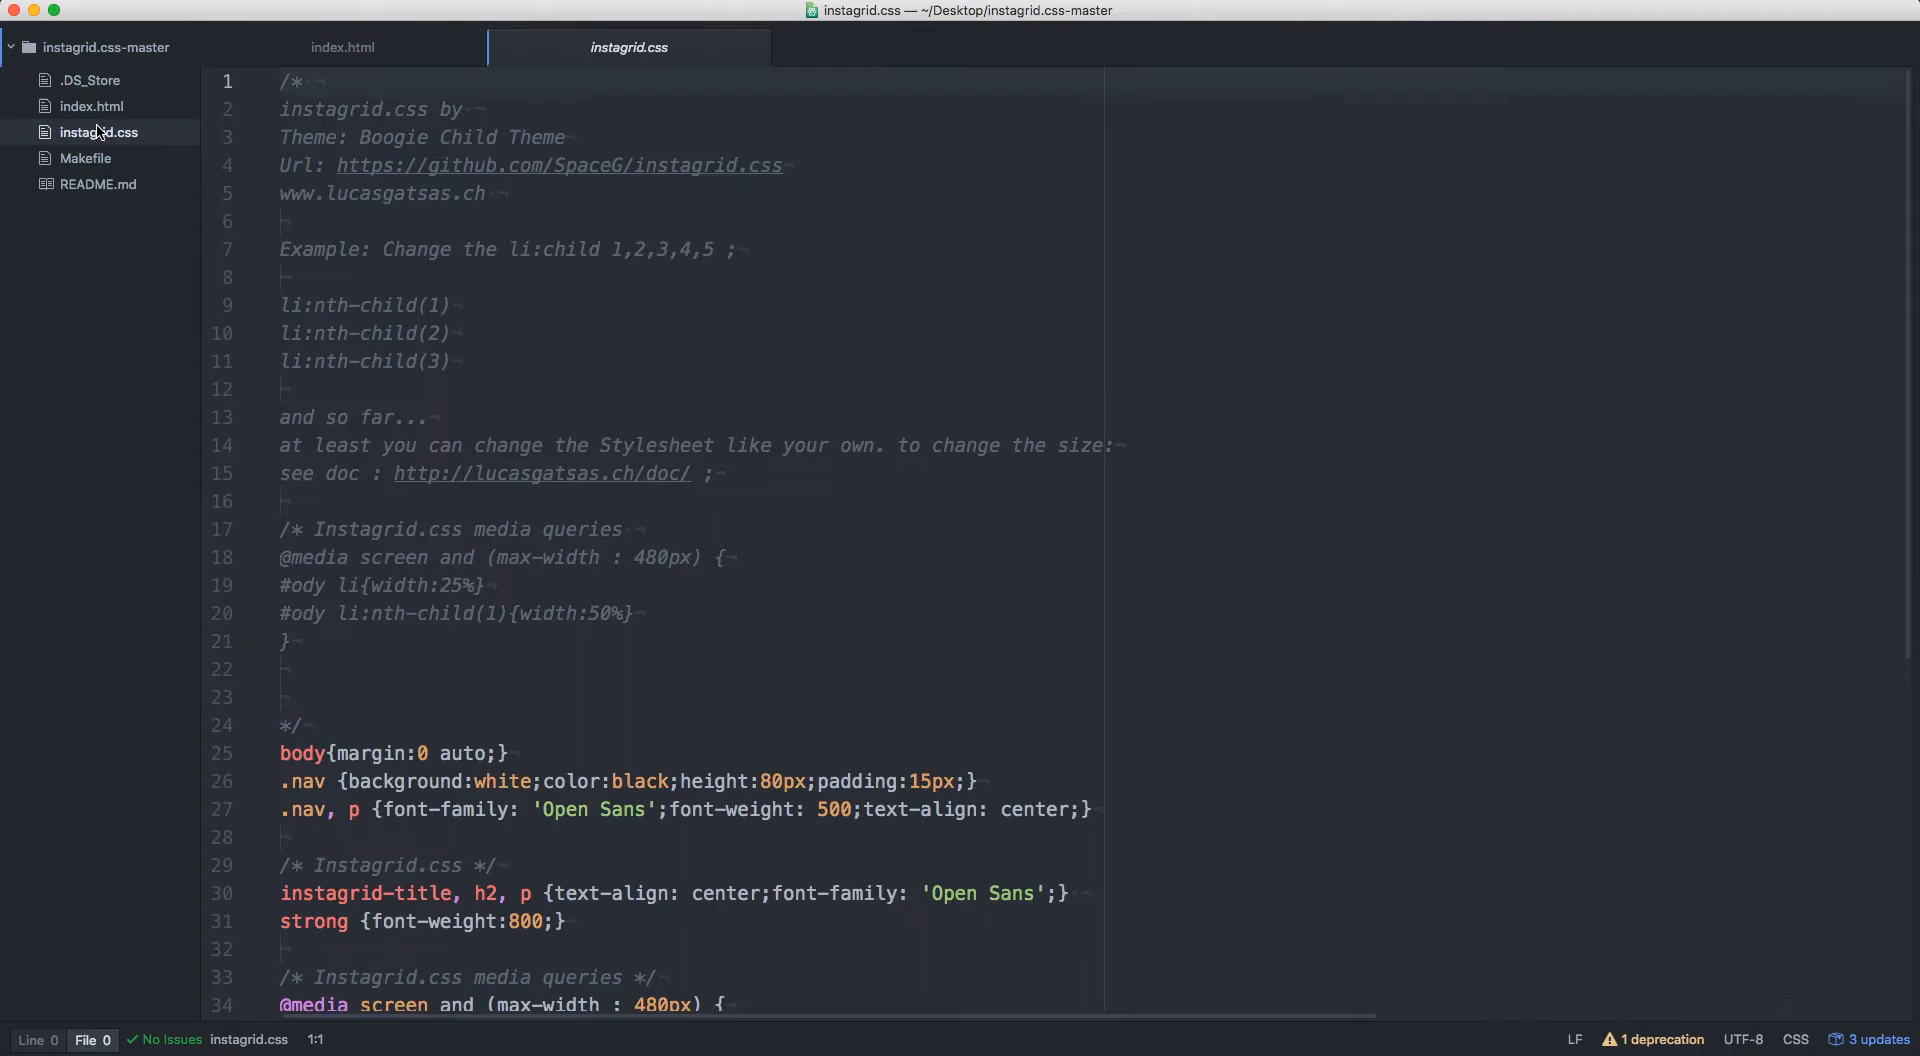 instagrid.css — ~/Desktop/instagrid.css-master
instagrid.css-master
.DS_Store
index.html
instagrid.css
Makefile
README.md
index.html
instagrid.css
1 /*
2 instagrid.css by
3 Theme: Boogie Child Theme
4 Url: https://github.com/SpaceG/instagrid.css
5 www.lucasgatsas.ch
6
7 Example: Change the li:child 1,2,3,4,5 ;
8
9 li:nth-child(1)
10 li:nth-child(2)
11 li:nth-child(3)
12
13 and so far...
14 at least you can change the Stylesheet like your own. to change the size:
15 see doc : http://lucasgatsas.ch/doc/ ;
16
17 /* Instagrid.css media queries
18 @media screen and (max-width : 480px) {
19 #ody li{width:25%}
20 #ody li:nth-child(1){width:50%}
21 }
22
23
24 */
25 body{margin:0 auto;}
26 .nav {background:white;color:black;height:80px;padding:15px;}
27 .nav, p {font-family: 'Open Sans';font-weight: 500;text-align: center;}
28
29 /* Instagrid.css */
30 instagrid-title, h2, p {text-align: center;font-family: 'Open Sans';}
31 strong {font-weight:800;}
32
33 /* Instagrid.css media queries */
34 @media screen and (max-width : 480px) {
Line 0 File 0 No Issues instagrid.css 1:1 LF 1 deprecation UTF-8 CSS 3 updates